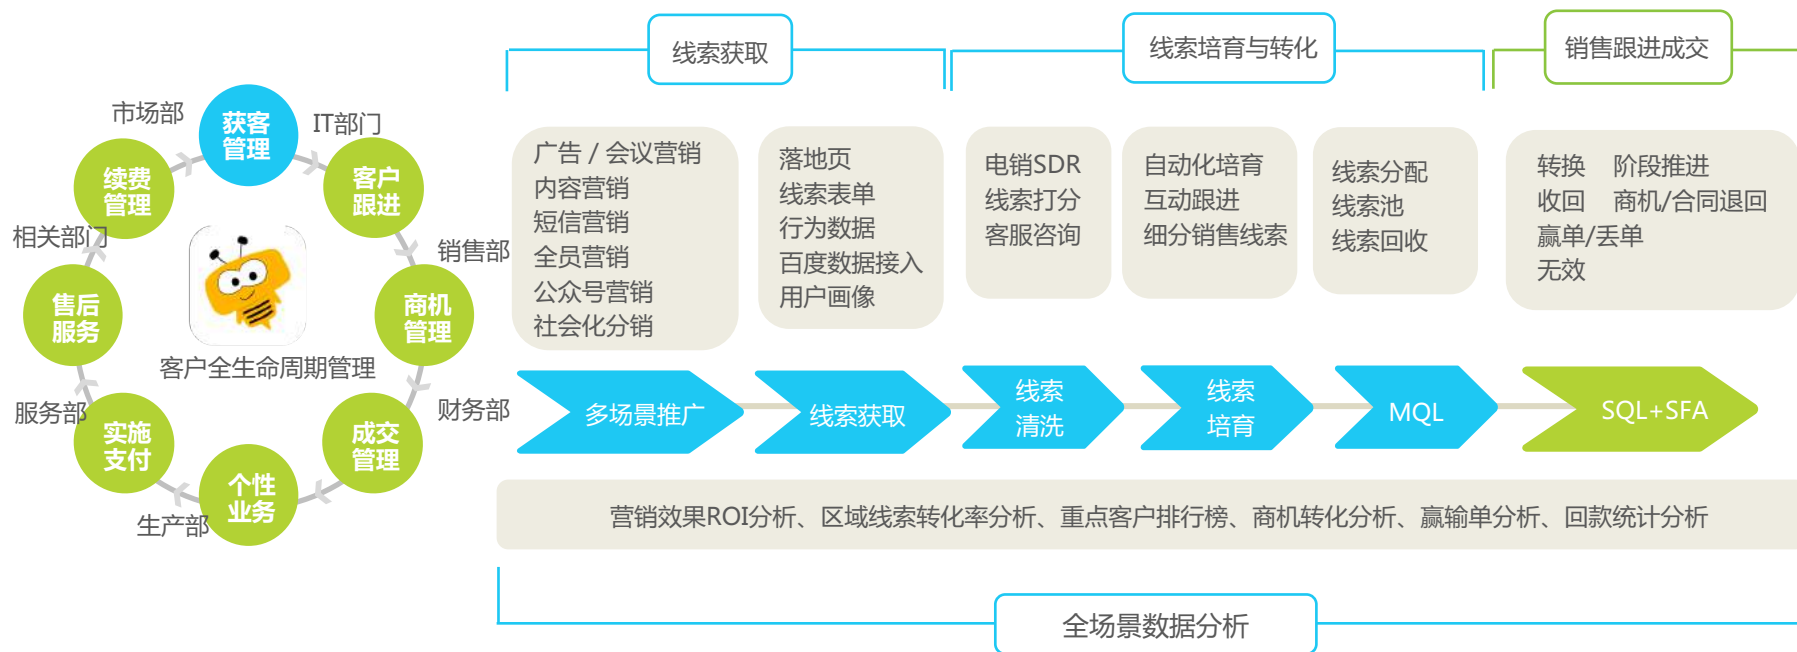 市场部
获客
管理
IT部门
续费
管理
客户
跟进
相关部门
销售部
售后
服务
商机
管理
客户全生命周期管理
服务部
财务部
实施
支付
成交
管理
个性
业务
生产部
线索获取
线索培育与转化
销售跟进成交
广告 / 会议营销
内容营销
短信营销
全员营销
公众号营销
社会化分销
落地页
线索表单
行为数据
百度数据接入
用户画像
电销SDR
线索打分
客服咨询
自动化培育
互动跟进
细分销售线索
线索分配
线索池
线索回收
转换 阶段推进
收回 商机/合同退回
赢单/丢单
无效
多场景推广
线索获取
线索
清洗
线索
培育
MQL
SQL+SFA
营销效果ROI分析、区域线索转化率分析、重点客户排行榜、商机转化分析、赢输单分析、回款统计分析
全场景数据分析